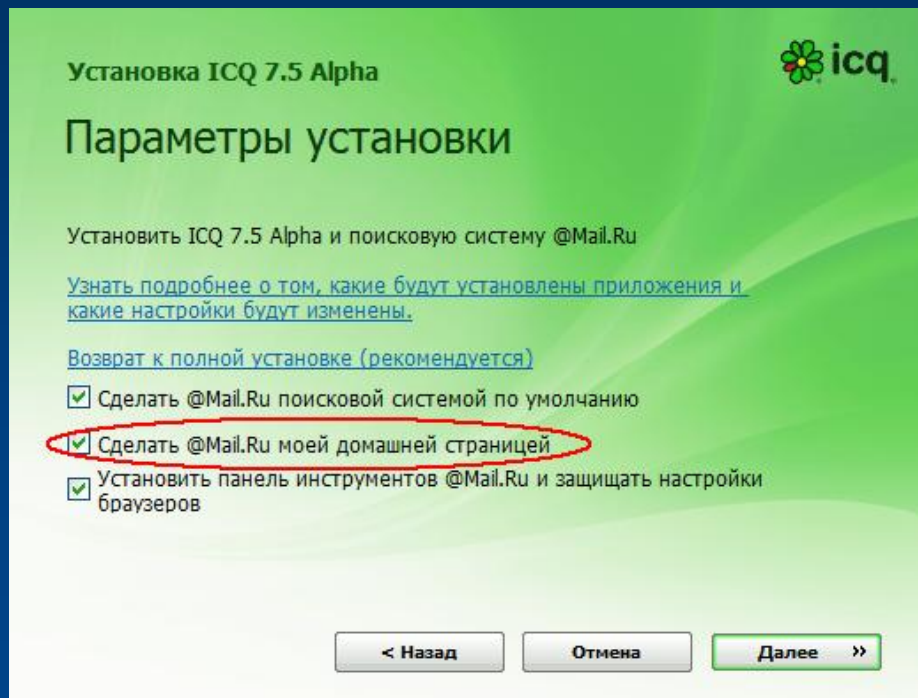 icq
Установка ICQ 7.5 Alpha
Параметры установки
Установить ICQ 7.5 Alpha и поисковую систему @Mail.Ru
Узнать подробнее о том, какие будут установлены приложения и
какие настройки будут изменены.
Возврат к полной установке (рекомендуется)
Сделать @Mail.Ru поисковой системой по умолчанию
Сделать @Mail.Ru моей домашней страницей
Установить панель инструментов @Mail.Ru и защищать настройки
браузеров
< Назад
Отмена
Далее »